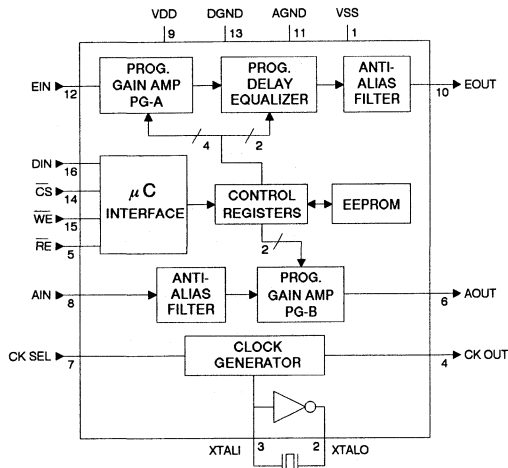 VDD DGND AGND VSS
9 13 11 1
EIN
12
PROG.
GAIN AMP
PG-A
PROG.
DELAY
EQUALIZER
ANTI-
ALIAS
FILTER
EOUT
10
4
2
DIN
16
CS
14
WE
15
RE
5
μC
INTERFACE
CONTROL
REGISTERS
EEPROM
2
AIN
8
ANTI-
ALIAS
FILTER
PROG.
GAIN AMP
PG-B
AOUT
6
CK SEL
7
CLOCK
GENERATOR
CK OUT
4
XTALI 3 2 XTALO